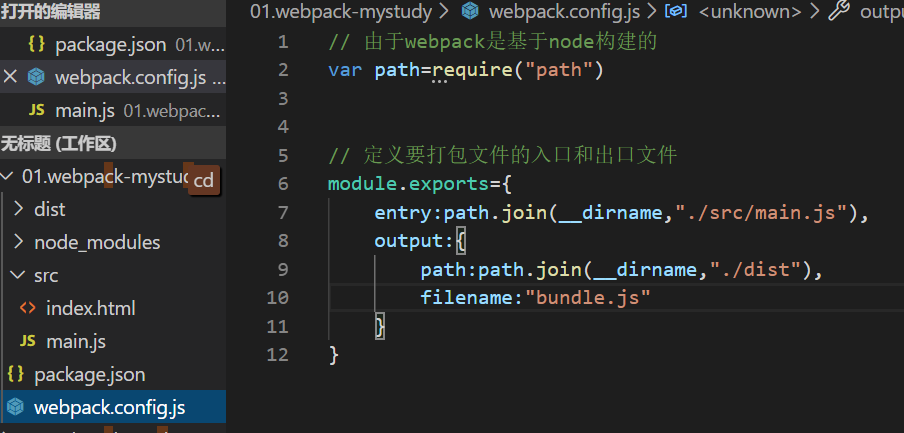 打开的编辑器
package.json 01.w...
webpack.config.js ...
main.js 01.webpac...
无标题 (工作区)
01.webpack-mystud
cd
dist
node_modules
src
index.html
main.js
package.json
webpack.config.js
01.webpack-mystudy > webpack.config.js > <unknown> > outpu
1 // 由于webpack是基于node构建的
2 var path=require("path")
3
4
5 // 定义要打包文件的入口和出口文件
6 module.exports={
7 entry:path.join(__dirname,"./src/main.js"),
8 output:{
9 path:path.join(__dirname,"./dist"),
10 filename:"bundle.js"
11 }
12 }